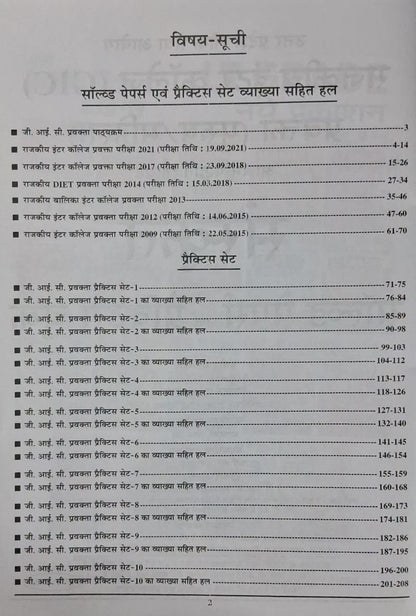 विषय-सूची
सॉल्व्ड पेपर्स एवं प्रैक्टिस सेट व्याख्या सहित हल
■ जी. आई. सी. प्रवक्ता पाठ्यक्रम 3
■ राजकीय इंटर कॉलेज प्रवक्ता परीक्षा 2021 (परीक्षा तिथि : 19.09.2021) 4-14
■ राजकीय इंटर कॉलेज प्रवक्ता परीक्षा 2017 (परीक्षा तिथि : 23.09.2018) 15-26
■ राजकीय DIET प्रवक्ता परीक्षा 2014 (परीक्षा तिथि : 15.03.2018) 27-34
■ राजकीय बालिका इंटर कॉलेज प्रवक्ता परीक्षा 2013 35-46
■ राजकीय इंटर कॉलेज प्रवक्ता परीक्षा 2012 (परीक्षा तिथि : 14.06.2015) 47-60
■ राजकीय इंटर कॉलेज प्रवक्ता परीक्षा 2009 (परीक्षा तिथि : 22.05.2015) 61-70
प्रैक्टिस सेट
■ जी. आई. सी. प्रवक्ता प्रैक्टिस सेट-1 71-75
■ जी. आई. सी. प्रवक्ता प्रैक्टिस सेट-1 का व्याख्या सहित हल 76-84
■ जी. आई. सी. प्रवक्ता प्रैक्टिस सेट-2 85-89
■ जी. आई. सी. प्रवक्ता प्रैक्टिस सेट-2 का व्याख्या सहित हल 90-98
■ जी. आई. सी. प्रवक्ता प्रैक्टिस सेट-3 99-103
■ जी. आई. सी. प्रवक्ता प्रैक्टिस सेट-3 का व्याख्या सहित हल 104-112
■ जी. आई. सी. प्रवक्ता प्रैक्टिस सेट-4 113-117
■ जी. आई. सी. प्रवक्ता प्रैक्टिस सेट-4 का व्याख्या सहित हल 118-126
■ जी. आई. सी. प्रवक्ता प्रैक्टिस सेट-5 127-131
■ जी. आई. सी. प्रवक्ता प्रैक्टिस सेट-5 का व्याख्या सहित हल 132-140
■ जी. आई. सी. प्रवक्ता प्रैक्टिस सेट-6 141-145
■ जी. आई. सी. प्रवक्ता प्रैक्टिस सेट-6 का व्याख्या सहित हल 146-154
■ जी. आई. सी. प्रवक्ता प्रैक्टिस सेट-7 155-159
■ जी. आई. सी. प्रवक्ता प्रैक्टिस सेट-7 का व्याख्या सहित हल 160-168
■ जी. आई. सी. प्रवक्ता प्रैक्टिस सेट-8 169-173
■ जी. आई. सी. प्रवक्ता प्रैक्टिस सेट-8 का व्याख्या सहित हल 174-181
■ जी. आई. सी. प्रवक्ता प्रैक्टिस सेट-9 182-186
■ जी. आई. सी. प्रवक्ता प्रैक्टिस सेट-9 का व्याख्या सहित हल 187-195
■ जी. आई. सी. प्रवक्ता प्रैक्टिस सेट-10 196-200
■ जी. आई. सी. प्रवक्ता प्रैक्टिस सेट-10 का व्याख्या सहित हल 201-208
2